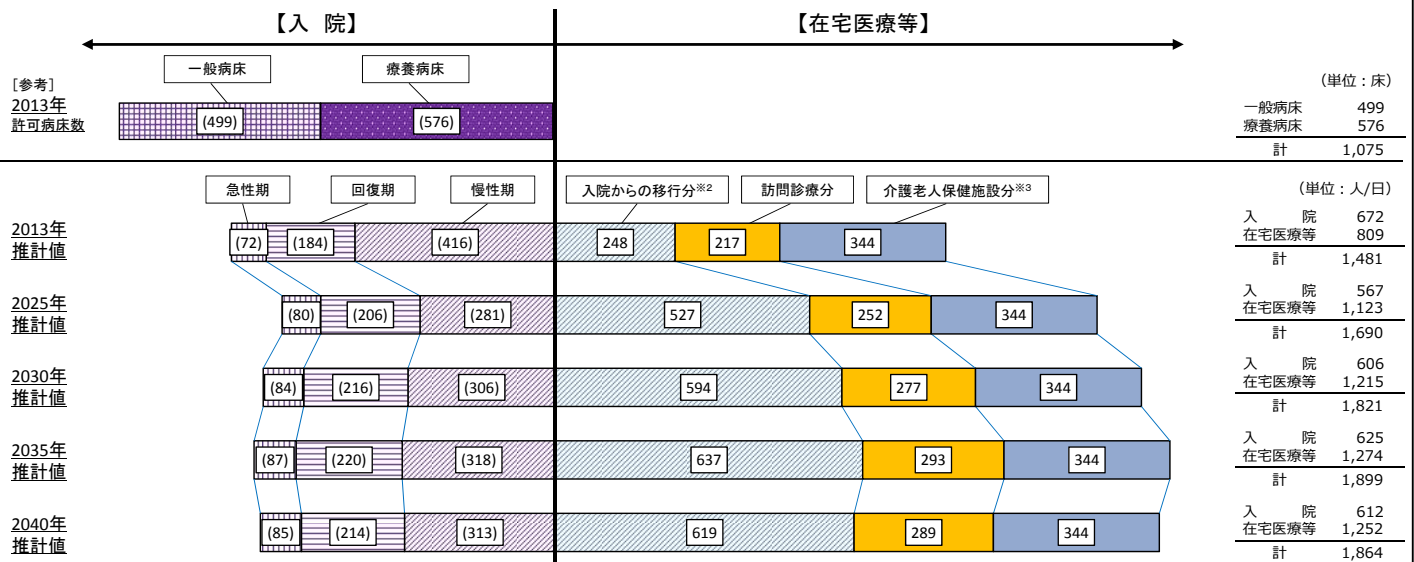 【入 院】 【在宅医療等】
[参考]
2013年
許可病床数
一般病床 療養病床
(499) (576)
(単位:床)
一般病床 499
療養病床 576
計 1,075
急性期 回復期 慢性期 入院からの移行分※2 訪問診療分 介護老人保健施設分※3
(単位:人/日)
2013年
推計値
(72) (184) (416) 248 217 344
入 院 672
在宅医療等 809
計 1,481
2025年
推計値
(80) (206) (281) 527 252 344
入 院 567
在宅医療等 1,123
計 1,690
2030年
推計値
(84) (216) (306) 594 277 344
入 院 606
在宅医療等 1,215
計 1,821
2035年
推計値
(87) (220) (318) 637 293 344
入 院 625
在宅医療等 1,274
計 1,899
2040年
推計値
(85) (214) (313) 619 289 344
入 院 612
在宅医療等 1,252
計 1,864